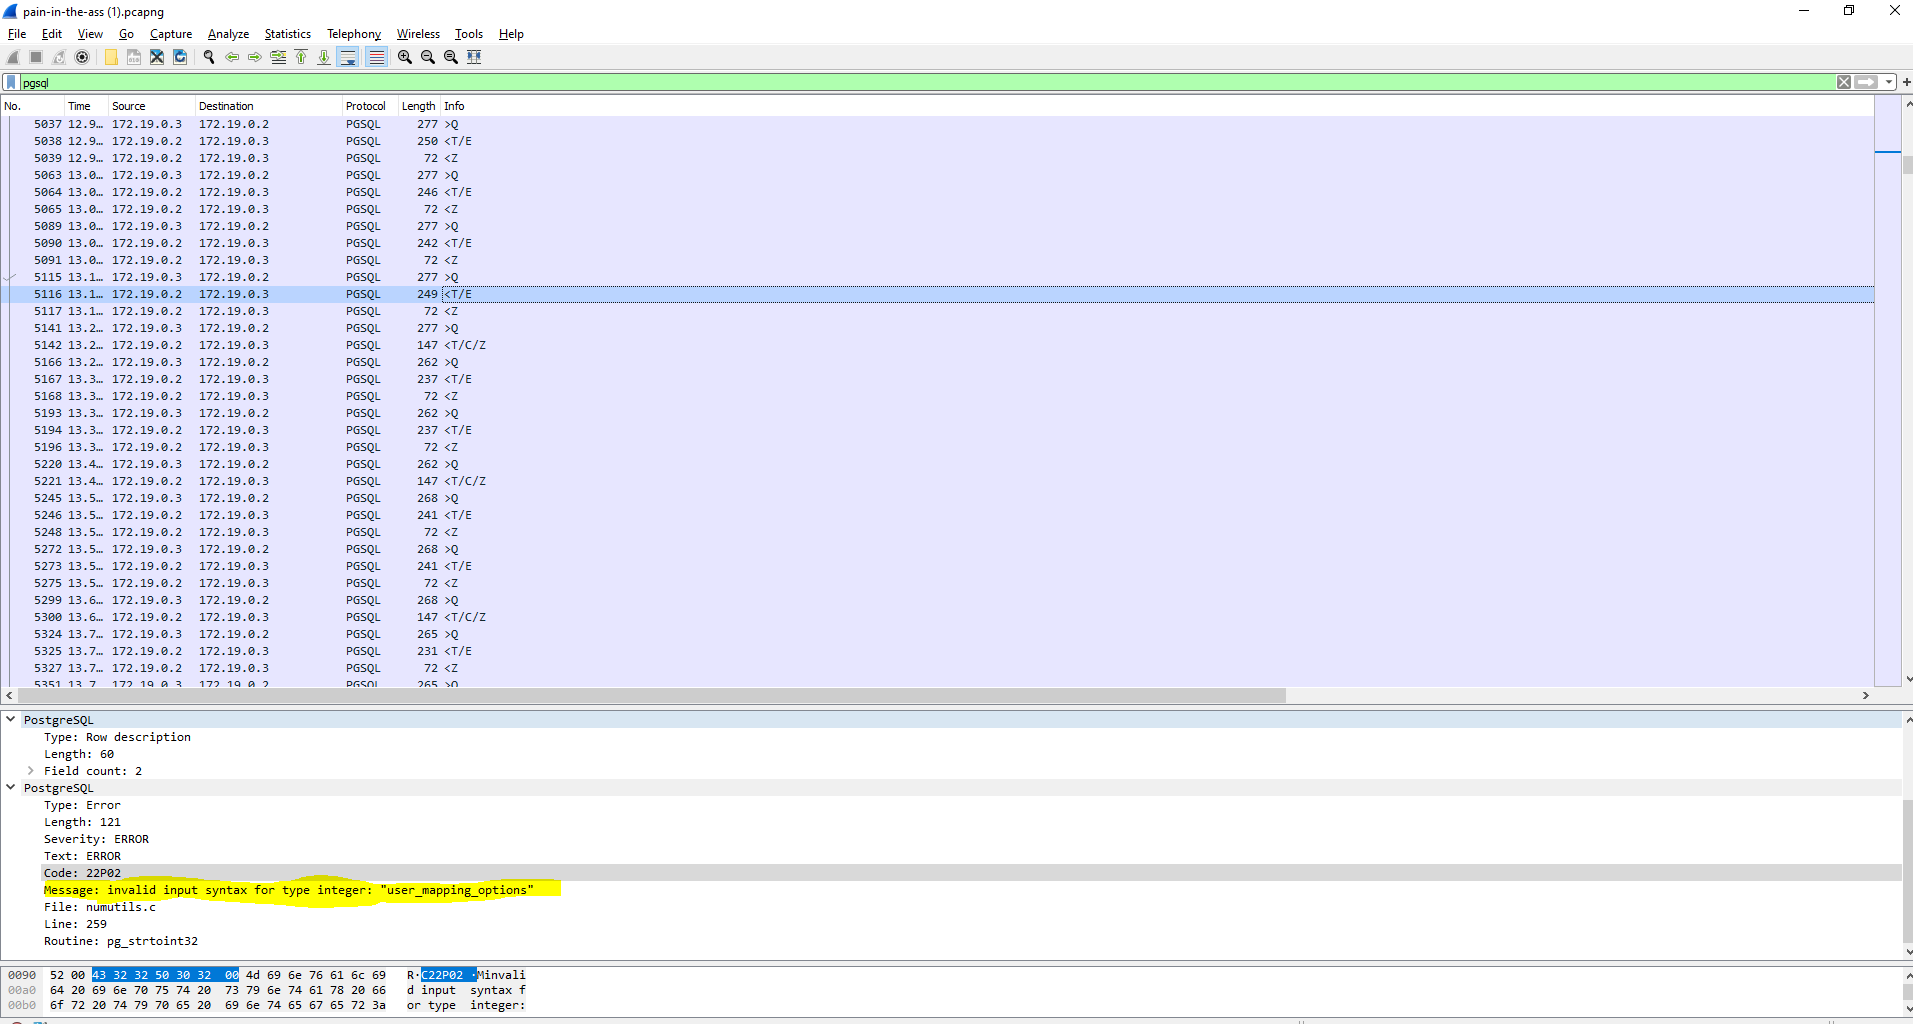 pain-in-the-ass (1).pcapng
File Edit View Go Capture Analyze Statistics Telephony Wireless Tools Help
pgsql
No. Time Source Destination Protocol Length Info
5037 12.9… 172.19.0.3 172.19.0.2 PGSQL 277 >Q
5038 12.9… 172.19.0.2 172.19.0.3 PGSQL 250 <T/E
5039 12.9… 172.19.0.2 172.19.0.3 PGSQL 72 <Z
5063 13.0… 172.19.0.3 172.19.0.2 PGSQL 277 >Q
5064 13.0… 172.19.0.2 172.19.0.3 PGSQL 246 <T/E
5065 13.0… 172.19.0.2 172.19.0.3 PGSQL 72 <Z
5089 13.0… 172.19.0.3 172.19.0.2 PGSQL 277 >Q
5090 13.0… 172.19.0.2 172.19.0.3 PGSQL 242 <T/E
5091 13.0… 172.19.0.2 172.19.0.3 PGSQL 72 <Z
5115 13.1… 172.19.0.3 172.19.0.2 PGSQL 277 >Q
5116 13.1… 172.19.0.2 172.19.0.3 PGSQL 249 <T/E
5117 13.1… 172.19.0.2 172.19.0.3 PGSQL 72 <Z
5141 13.2… 172.19.0.3 172.19.0.2 PGSQL 277 >Q
5142 13.2… 172.19.0.2 172.19.0.3 PGSQL 147 <T/C/Z
5166 13.2… 172.19.0.3 172.19.0.2 PGSQL 262 >Q
5167 13.3… 172.19.0.2 172.19.0.3 PGSQL 237 <T/E
5168 13.3… 172.19.0.2 172.19.0.3 PGSQL 72 <Z
5193 13.3… 172.19.0.3 172.19.0.2 PGSQL 262 >Q
5194 13.3… 172.19.0.2 172.19.0.3 PGSQL 237 <T/E
5196 13.3… 172.19.0.2 172.19.0.3 PGSQL 72 <Z
5220 13.4… 172.19.0.3 172.19.0.2 PGSQL 262 >Q
5221 13.4… 172.19.0.2 172.19.0.3 PGSQL 147 <T/C/Z
5245 13.5… 172.19.0.3 172.19.0.2 PGSQL 268 >Q
5246 13.5… 172.19.0.2 172.19.0.3 PGSQL 241 <T/E
5248 13.5… 172.19.0.2 172.19.0.3 PGSQL 72 <Z
5272 13.5… 172.19.0.3 172.19.0.2 PGSQL 268 >Q
5273 13.5… 172.19.0.2 172.19.0.3 PGSQL 241 <T/E
5275 13.5… 172.19.0.2 172.19.0.3 PGSQL 72 <Z
5299 13.6… 172.19.0.3 172.19.0.2 PGSQL 268 >Q
5300 13.6… 172.19.0.2 172.19.0.3 PGSQL 147 <T/C/Z
5324 13.7… 172.19.0.3 172.19.0.2 PGSQL 265 >Q
5325 13.7… 172.19.0.2 172.19.0.3 PGSQL 231 <T/E
5327 13.7… 172.19.0.2 172.19.0.3 PGSQL 72 <Z
5351 13.7… 172.19.0.3 172.19.0.2 PGSQL 265 >Q
PostgreSQL
Type: Row description
Length: 60
Field count: 2
PostgreSQL
Type: Error
Length: 121
Severity: ERROR
Text: ERROR
Code: 22P02
Message: invalid input syntax for type integer: "user_mapping_options"
File: numutils.c
Line: 259
Routine: pg_strtoint32
0090 52 00 43 32 32 50 30 32 00 4d 69 6e 76 61 6c 69 R·C22P02 ·Minvali
00a0 64 20 69 6e 70 75 74 20 73 79 6e 74 61 78 20 66 d input syntax f
00b0 6f 72 20 74 79 70 65 20 69 6e 74 65 67 65 72 3a or type integer: